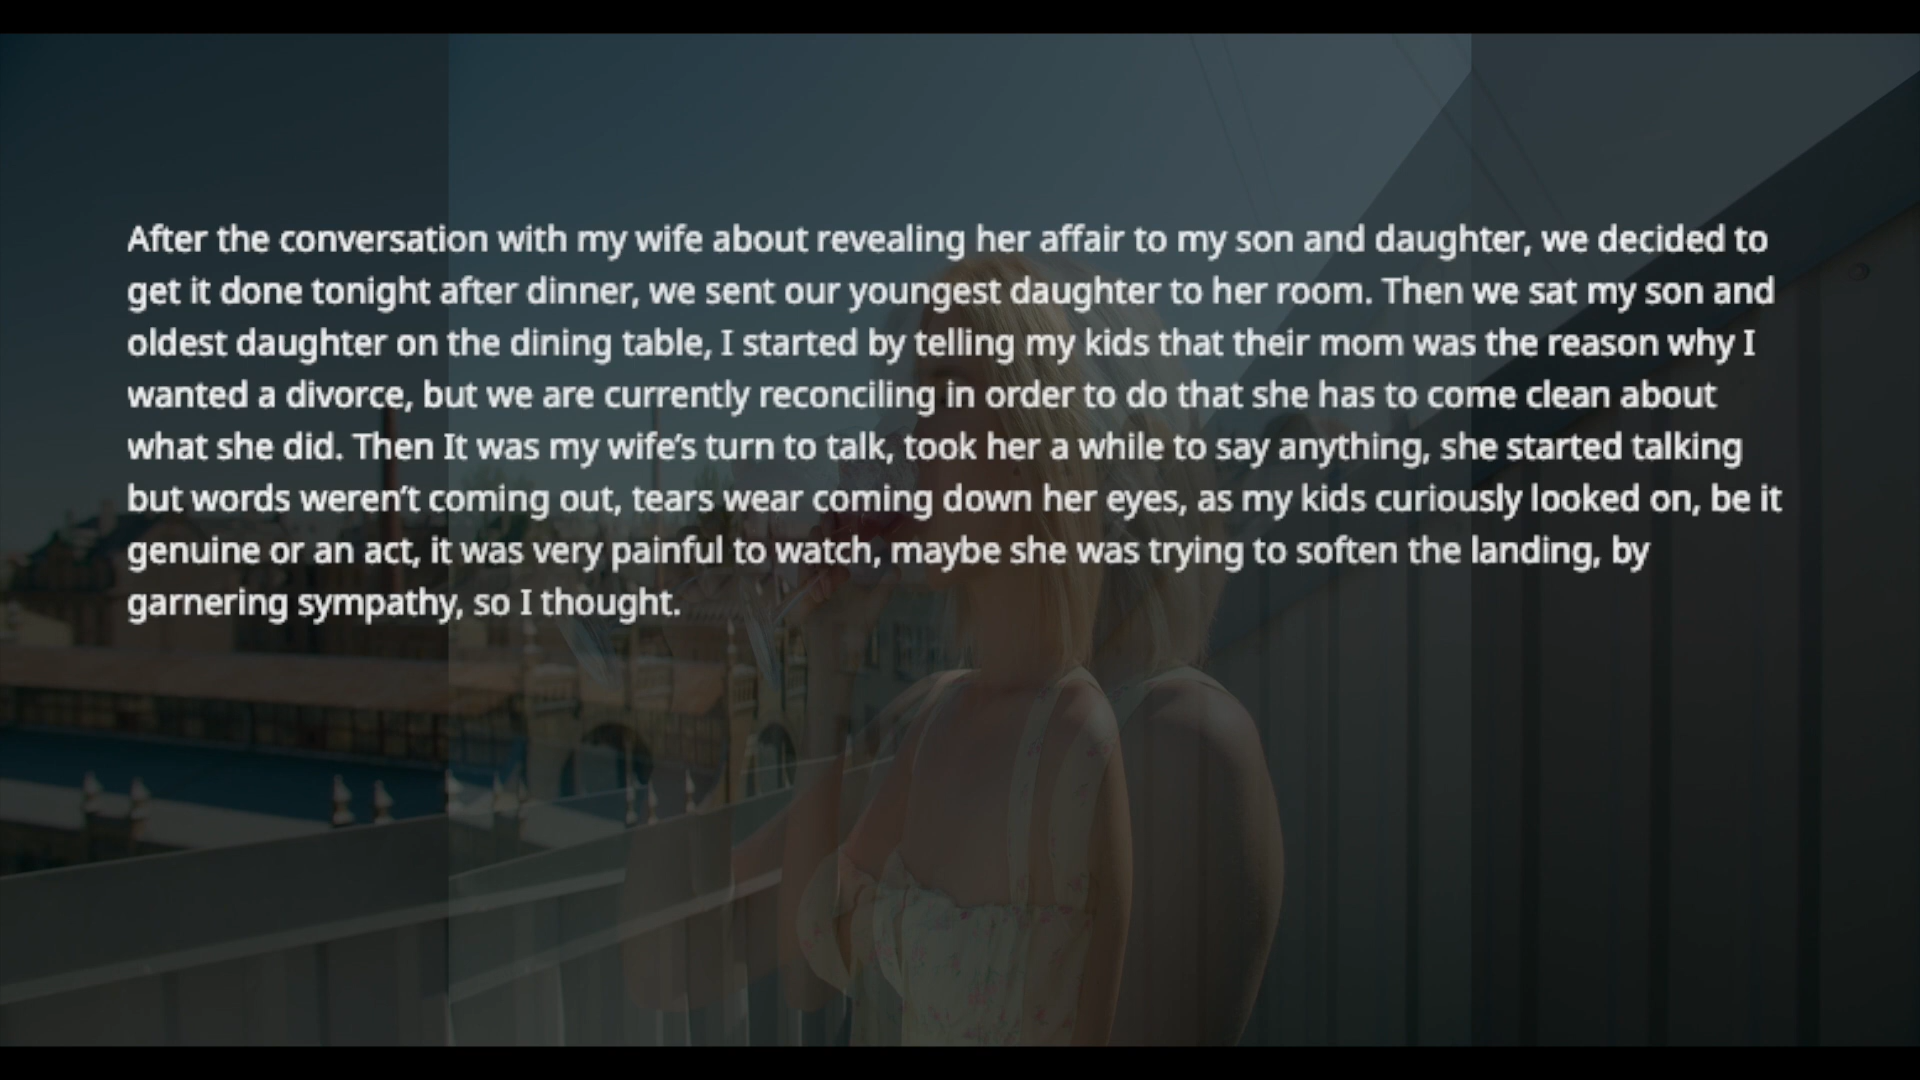 After the conversation with my wife about revealing her affair to my son and daughter, we decided to
get it done tonight after dinner, we sent our youngest daughter to her room. Then we sat my son and
oldest daughter on the dining table, I started by telling my kids that their mom was the reason why I
wanted a divorce, but we are currently reconciling in order to do that she has to come clean about
what she did. Then It was my wife’s turn to talk, took her a while to say anything, she started talking
but words weren’t coming out, tears wear coming down her eyes, as my kids curiously looked on, be it
genuine or an act, it was very painful to watch, maybe she was trying to soften the landing, by
garnering sympathy, so I thought.